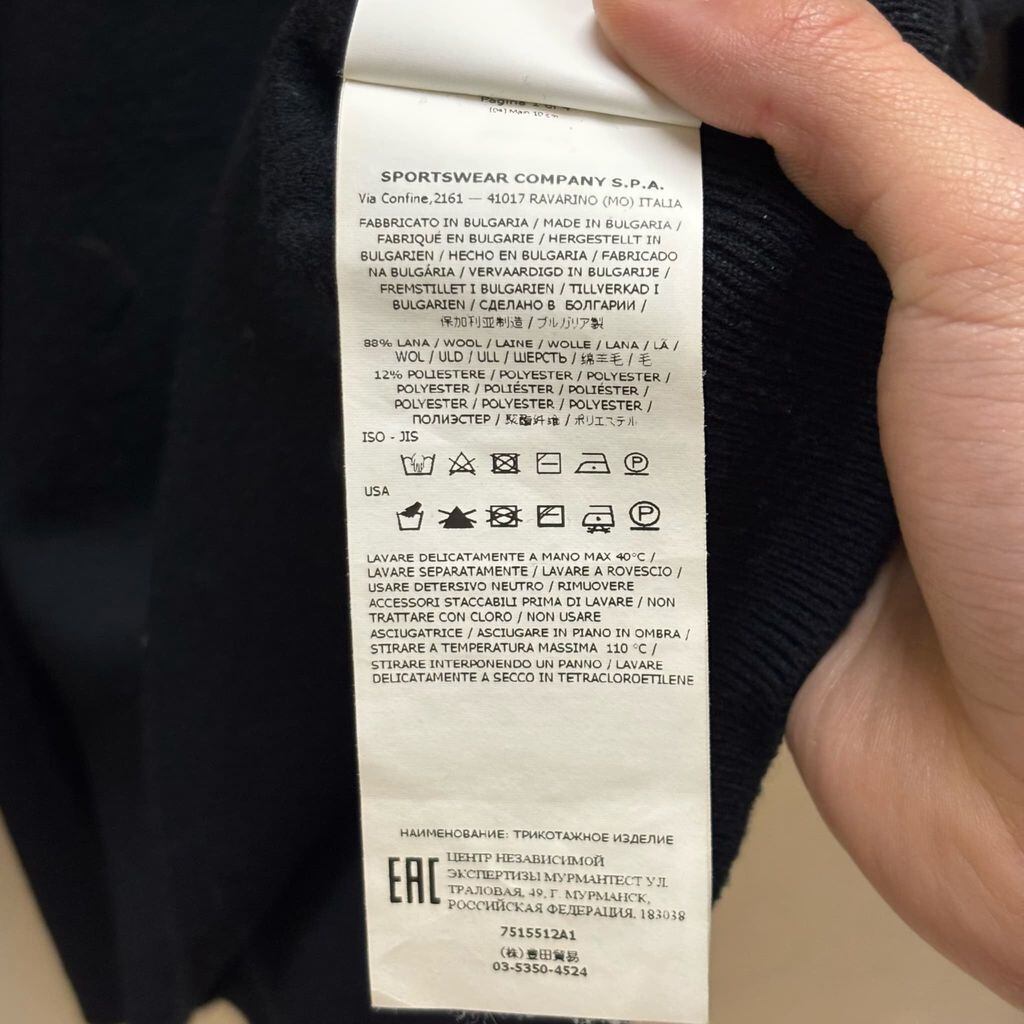 SPORTSWEAR COMPANY S.P.A.
Via Confine,2161 — 41017 RAVARINO (MO) ITALIA
FABBRICATO IN BULGARIA / MADE IN BULGARIA /
FABRIQUÉ EN BULGARIE / HERGESTELLT IN
BULGARIEN / HECHO EN BULGARIA / FABRICADO
NA BULGÁRIA / VERVAARDIGD IN BULGARIJE /
FREMSTILLET I BULGARIEN / TILLVERKAD I
BULGARIEN / СДЕЛАНО В БОЛГАРИИ /
保加利亚制造 / ブルガリア製
88% LANA / WOOL / LAINE / WOLLE / LANA / LÃ /
WOL / ULD / ULL / ШЕРСТЬ / 绵羊毛 / 毛
12% POLIESTERE / POLYESTER / POLYESTER /
POLYESTER / POLIÉSTER / POLIÉSTER /
POLYESTER / POLYESTER / POLYESTER /
ПОЛИЭСТЕР / 聚酯纤维 / ポリエステル
ISO - JIS
P
USA
P
LAVARE DELICATAMENTE A MANO MAX 40°C /
LAVARE SEPARATAMENTE / LAVARE A ROVESCIO /
USARE DETERSIVO NEUTRO / RIMUOVERE
ACCESSORI STACCABILI PRIMA DI LAVARE / NON
TRATTARE CON CLORO / NON USARE
ASCIUGATRICE / ASCIUGARE IN PIANO IN OMBRA /
STIRARE A TEMPERATURA MASSIMA 110 °C /
STIRARE INTERPONENDO UN PANNO / LAVARE
DELICATAMENTE A SECCO IN TETRACLOROETILENE
НАИМЕНОВАНИЕ: ТРИКОТАЖНОЕ ИЗДЕЛИЕ
EAC
ЦЕНТР НЕЗАВИСИМОЙ
ЭКСПЕРТИЗЫ МУРМАНТЕСТ УЛ.
ТРАЛОВАЯ, 49, Г. МУРМАНСК,
РОССИЙСКАЯ ФЕДЕРАЦИЯ, 183038
7515512A1
(株)豊田貿易
03-5350-4524